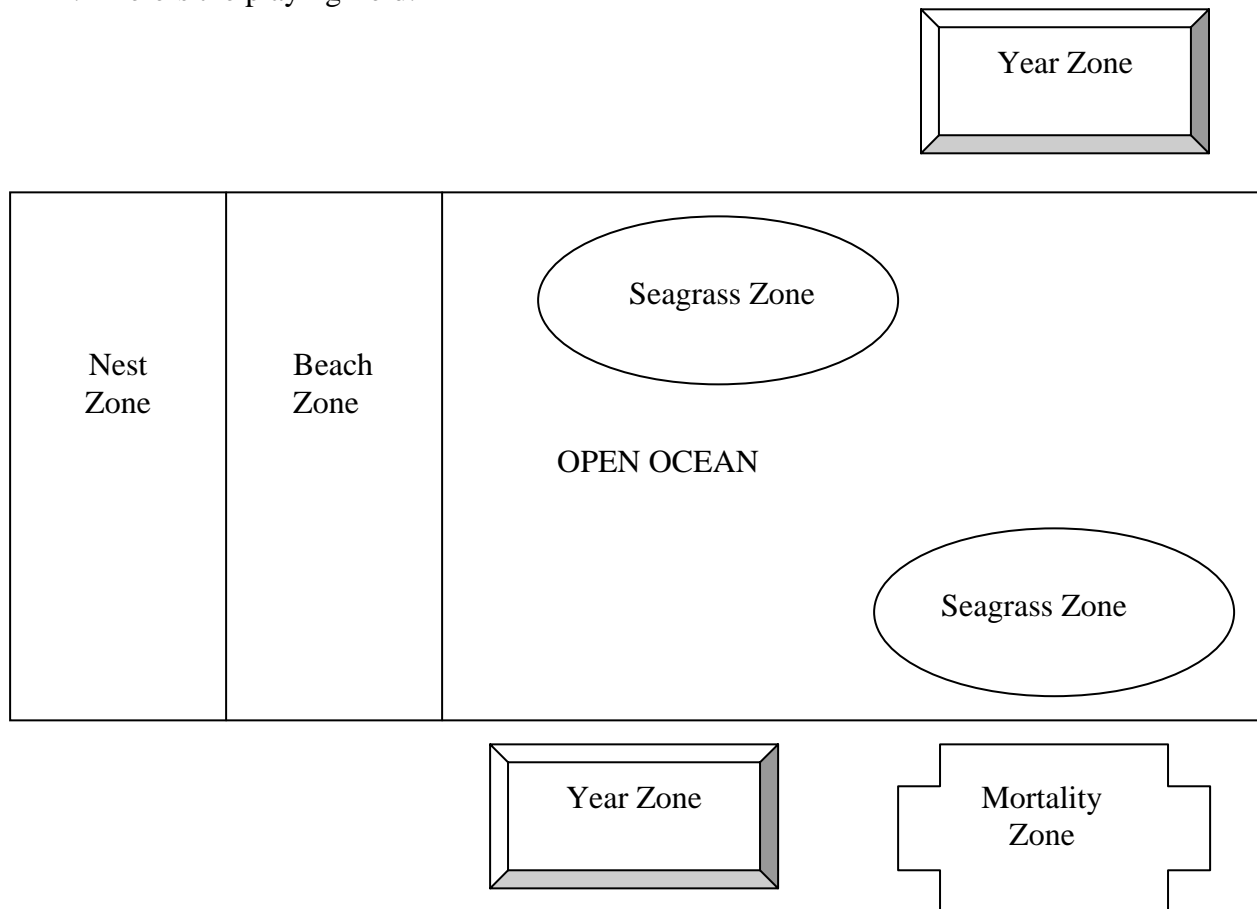 Year Zone
Seagrass Zone
Nest
Zone
Beach
Zone
OPEN OCEAN
Seagrass Zone
Year Zone
Mortality
Zone